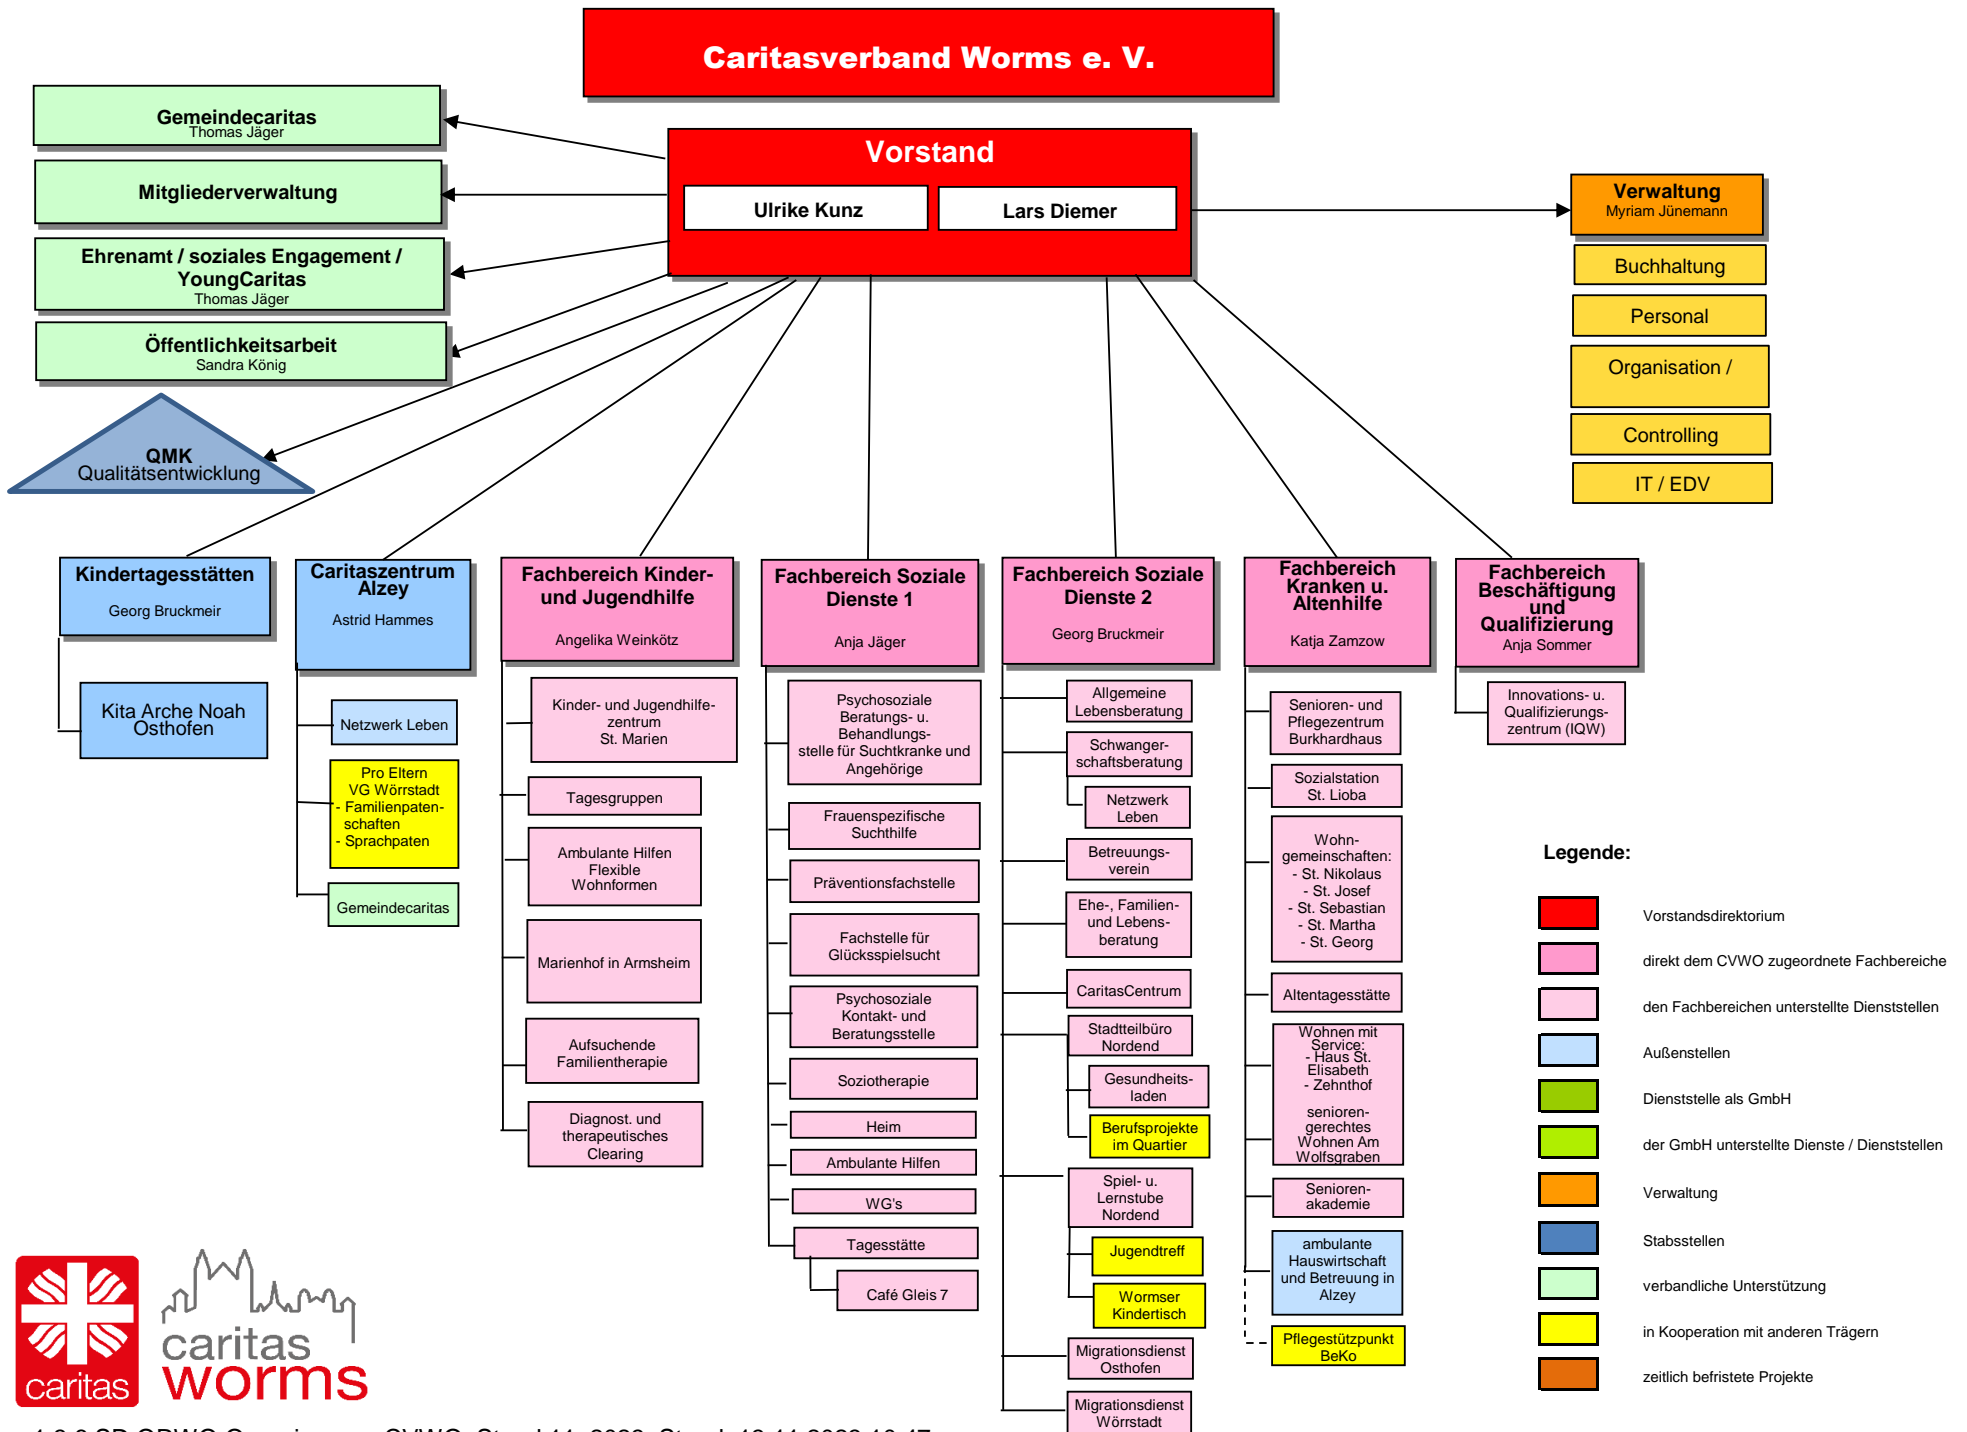 Caritasverband Worms e. V.
Vorstand
Ulrike Kunz
Lars Diemer
Gemeindecaritas
Thomas Jäger
Mitgliederverwaltung
Ehrenamt / soziales Engagement /
YoungCaritas
Thomas Jäger
Öffentlichkeitsarbeit
Sandra König
QMK
Qualitätsentwicklung
Verwaltung
Myriam Jünemann
Buchhaltung
Personal
Organisation /
Controlling
IT / EDV
Kindertagesstätten
Georg Bruckmeir
Kita Arche Noah
Osthofen
Caritaszentrum
Alzey
Astrid Hammes
Netzwerk Leben
Pro Eltern
VG Wörrstadt
- Familienpaten-
schaften
- Sprachpaten
Gemeindecaritas
Fachbereich Kinder-
und Jugendhilfe
Angelika Weinkötz
Kinder- und Jugendhilfe-
zentrum
St. Marien
Tagesgruppen
Ambulante Hilfen
Flexible
Wohnformen
Marienhof in Armsheim
Aufsuchende
Familientherapie
Diagnost. und
therapeutisches
Clearing
Fachbereich Soziale
Dienste 1
Anja Jäger
Psychosoziale
Beratungs- u.
Behandlungs-
stelle für Suchtkranke und
Angehörige
Frauenspezifische
Suchthilfe
Präventionsfachstelle
Fachstelle für
Glücksspielsucht
Psychosoziale
Kontakt- und
Beratungsstelle
Soziotherapie
Heim
Ambulante Hilfen
WG's
Tagesstätte
Café Gleis 7
Fachbereich Soziale
Dienste 2
Georg Bruckmeir
Allgemeine
Lebensberatung
Schwanger-
schaftsberatung
Netzwerk
Leben
Betreuungs-
verein
Ehe-, Familien-
und Lebens-
beratung
CaritasCentrum
Stadtteilbüro
Nordend
Gesundheits-
laden
Berufsprojekte
im Quartier
Spiel- u.
Lernstube
Nordend
Jugendtreff
Wormser
Kindertisch
Migrationsdienst
Osthofen
Migrationsdienst
Wörrstadt
Fachbereich
Kranken u.
Altenhilfe
Katja Zamzow
Senioren- und
Pflegezentrum
Burkhardhaus
Sozialstation
St. Lioba
Wohn-
gemeinschaften:
- St. Nikolaus
- St. Josef
- St. Sebastian
- St. Martha
- St. Georg
Altentagesstätte
Wohnen mit
Service:
- Haus St.
Elisabeth
- Zehnthof
senioren-
gerechtes
Wohnen Am
Wolfsgraben
Senioren-
akademie
ambulante
Hauswirtschaft
und Betreuung in
Alzey
Pflegestützpunkt
BeKo
Fachbereich
Beschäftigung
und
Qualifizierung
Anja Sommer
Innovations- u.
Qualifizierungs-
zentrum (IQW)
Legende:
Vorstandsdirektorium
direkt dem CVWO zugeordnete Fachbereiche
den Fachbereichen unterstellte Dienststellen
Außenstellen
Dienststelle als GmbH
der GmbH unterstellte Dienste / Dienststellen
Verwaltung
Stabsstellen
verbandliche Unterstützung
in Kooperation mit anderen Trägern
zeitlich befristete Projekte
caritas
caritas
worms